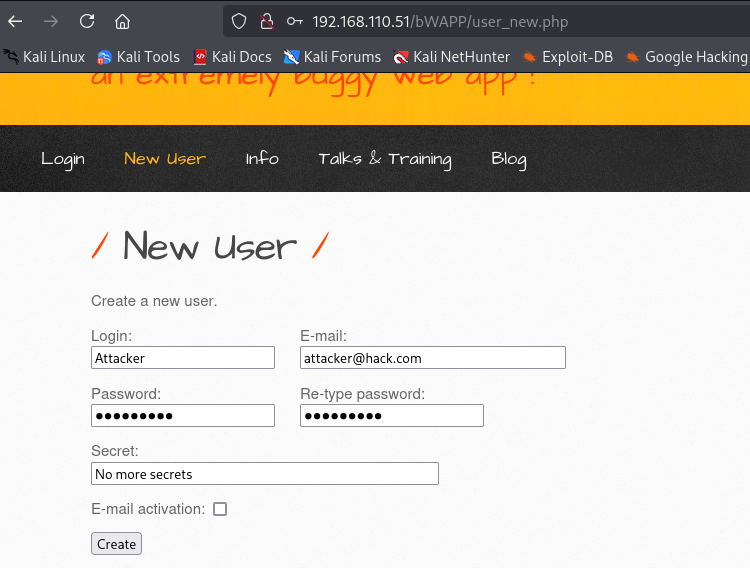 192.168.110.51/bWAPP/user_new.php
Kali Linux Kali Tools Kali Docs Kali Forums Kali NetHunter Exploit-DB Google Hacking
an extremely buggy web app !
Login New User Info Talks & Training Blog
/ New User /
Create a new user.
Login: E-mail:
Attacker attacker@hack.com
Password: Re-type password:
●●●●●●●●● ●●●●●●●●●
Secret:
No more secrets
E-mail activation:
Create